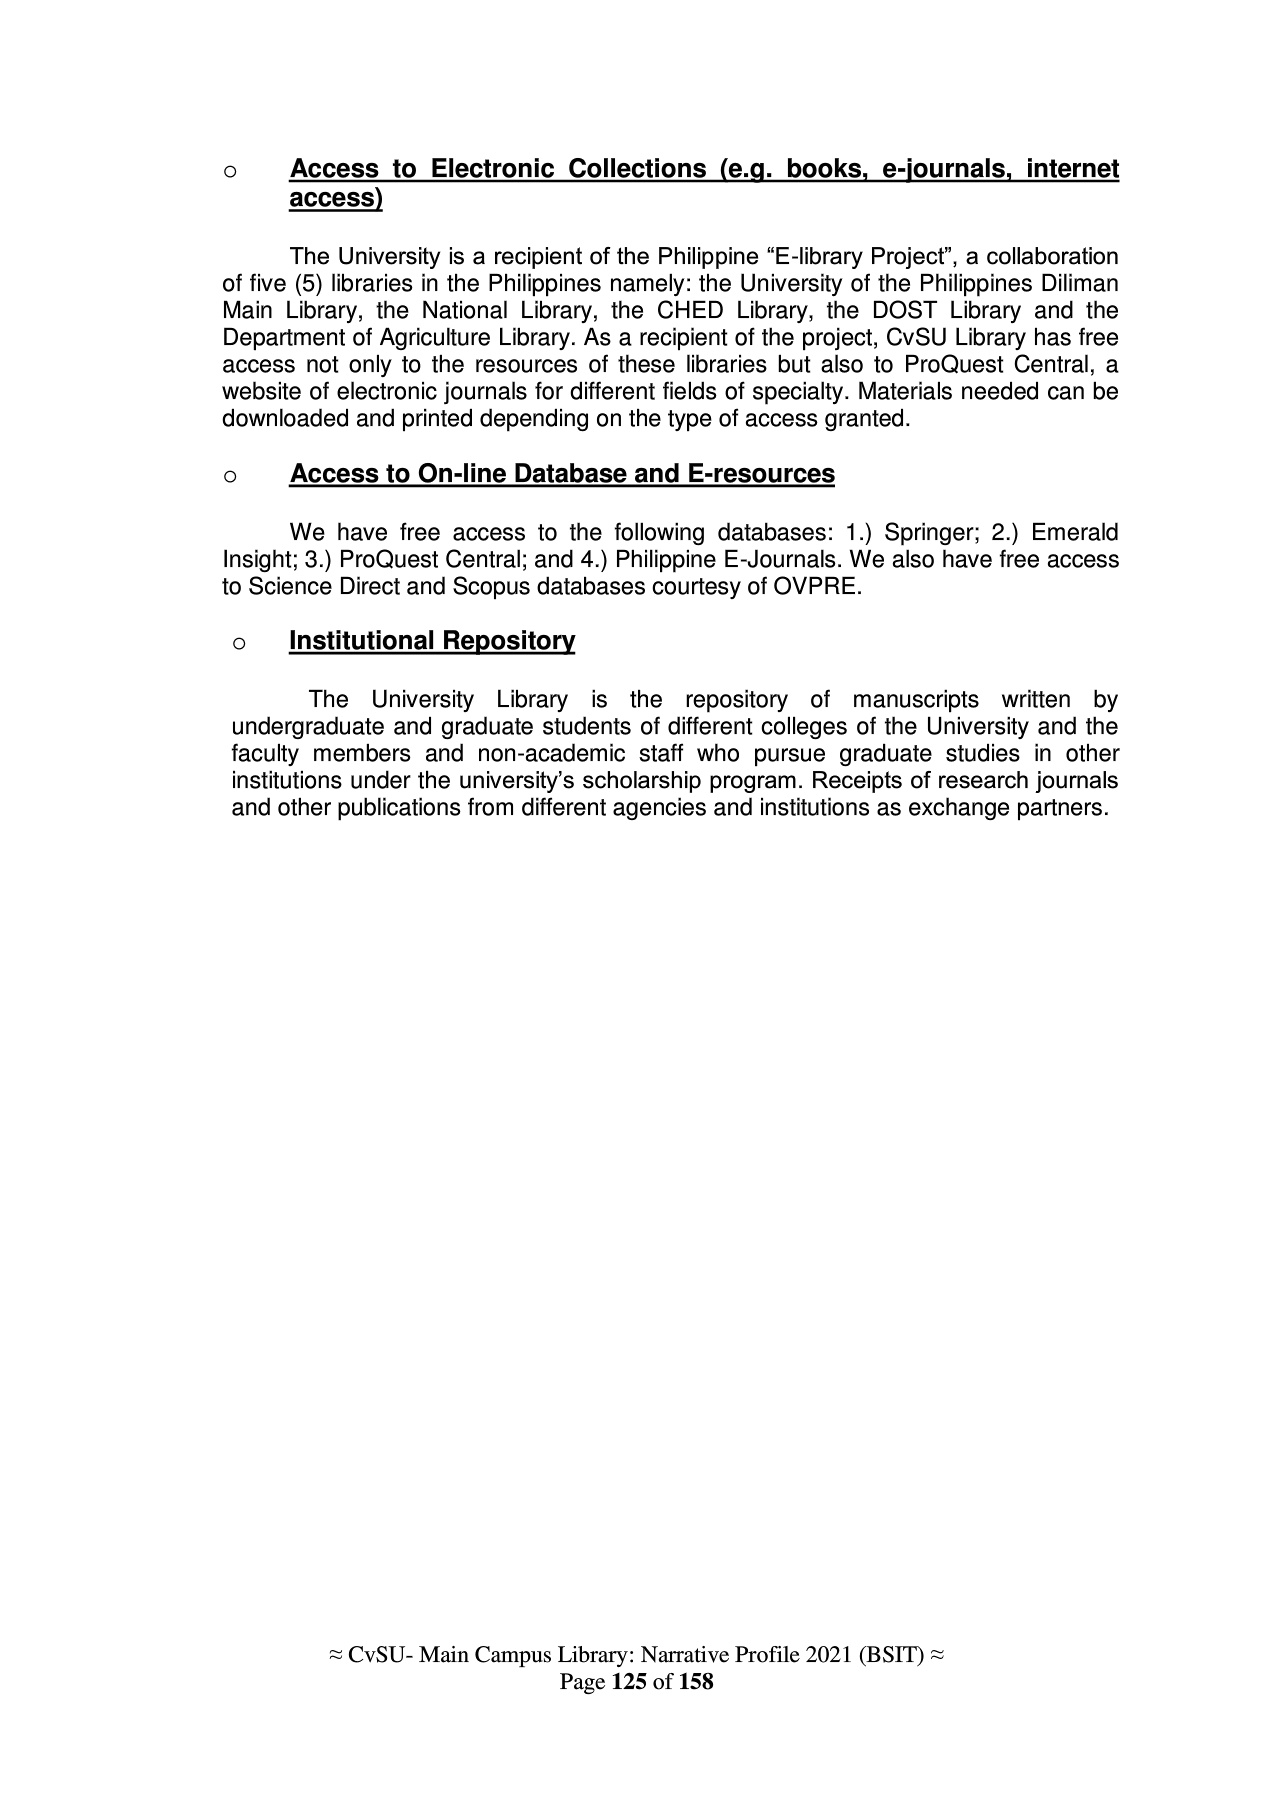 o Access to Electronic Collections (e.g. books, e-journals, internet
access)
The University is a recipient of the Philippine “E-library Project”, a collaboration
of five (5) libraries in the Philippines namely: the University of the Philippines Diliman
Main Library, the National Library, the CHED Library, the DOST Library and the
Department of Agriculture Library. As a recipient of the project, CvSU Library has free
access not only to the resources of these libraries but also to ProQuest Central, a
website of electronic journals for different fields of specialty. Materials needed can be
downloaded and printed depending on the type of access granted.
o Access to On-line Database and E-resources
We have free access to the following databases: 1.) Springer; 2.) Emerald
Insight; 3.) ProQuest Central; and 4.) Philippine E-Journals. We also have free access
to Science Direct and Scopus databases courtesy of OVPRE.
o Institutional Repository
The University Library is the repository of manuscripts written by
undergraduate and graduate students of different colleges of the University and the
faculty members and non-academic staff who pursue graduate studies in other
institutions under the university’s scholarship program. Receipts of research journals
and other publications from different agencies and institutions as exchange partners.
≈ CvSU- Main Campus Library: Narrative Profile 2021 (BSIT) ≈
Page 125 of 158